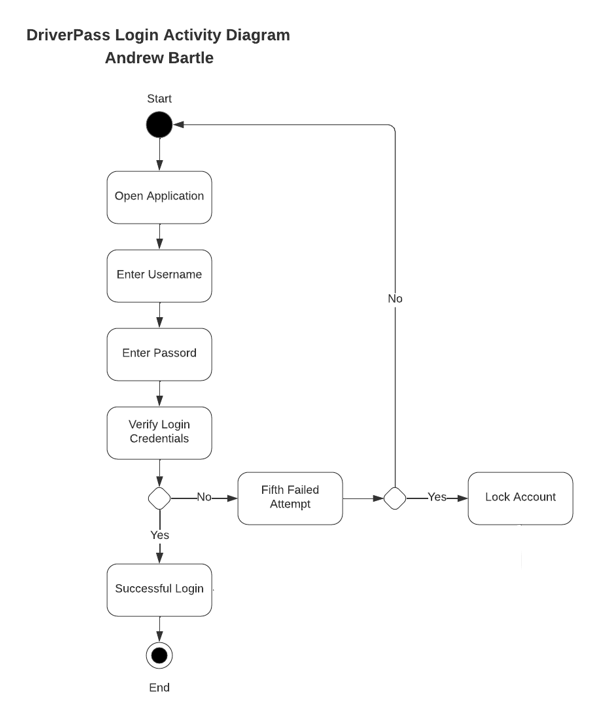 DriverPass Login Activity Diagram
Andrew Bartle
Start
Open Application
Enter Username
No
Enter Passord
Verify Login
Credentials
No
Fifth Failed
Attempt
Yes
Lock Account
Yes
Successful Login
End